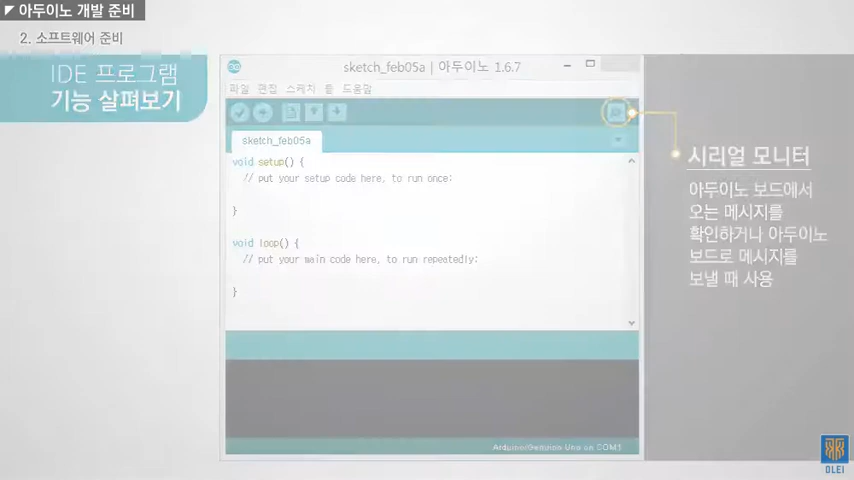 아두이노 개발 준비
2. 소프트웨어 준비
IDE 프로그램
기능 살펴보기
sketch_feb05a | 아두이노 1.6.7
파일 편집 스케치 툴 도움말
sketch_feb05a
void setup() {
// put your setup code here, to run once:
}
void loop() {
// put your main code here, to run repeatedly:
}
Arduino/Genuino Uno on COM1
시리얼 모니터
아두이노 보드에서
오는 메시지를
확인하거나 아두이노
보드로 메시지를
보낼 때 사용
OLEI